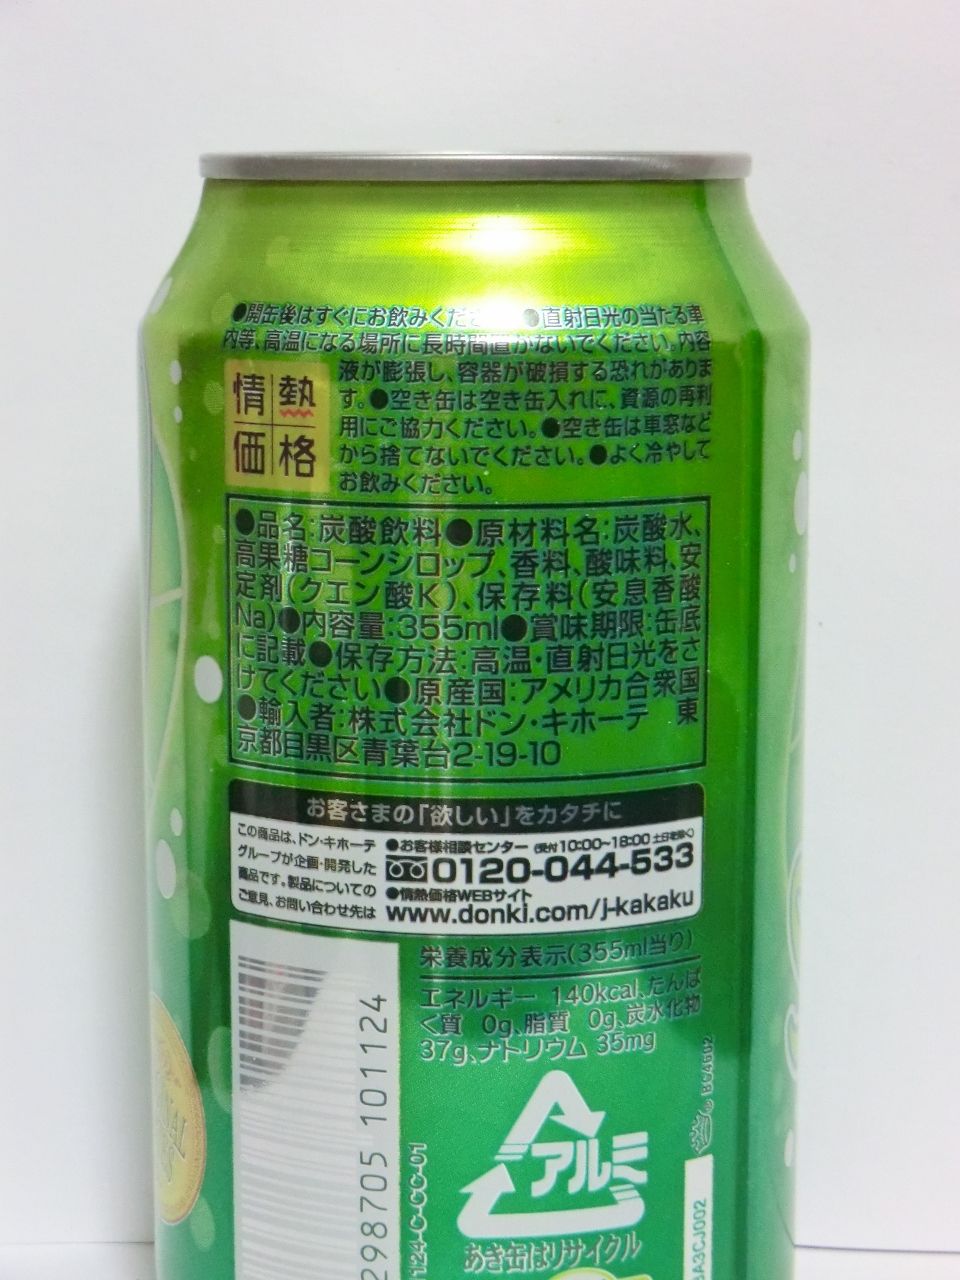 ●開缶後はすぐにお飲みくださ ●直射日光の当たる車
内等、高温になる場所に長時間置かないでください。内容
液が膨張し、容器が破損する恐れがありま
す。●空き缶は空き缶入れに、資源の再利
用にご協力ください。●空き缶は車窓など
から捨てないでください。●よく冷やして
お飲みください。
情熱
価格
●品名:炭酸飲料●原材料名:炭酸水、
高果糖コーンシロップ、香料、酸味料、安
定剤(クエン酸K)、保存料(安息香酸
Na)●内容量:355ml●賞味期限:缶底
に記載●保存方法:高温・直射日光をさ
けてください●原産国:アメリカ合衆国
●輸入者:株式会社ドン・キホーテ 東
京都目黒区青葉台2-19-10
お客さまの「欲しい」をカタチに
この商品は、ドン・キホーテ
グループが企画・開発した
商品です。製品についての
ご意見、お問い合わせ先は
●お客様相談センター (受付10:00~18:00 土日祝除く)
0120-044-533
●情熱価格WEBサイト
www.donki.com/j-kakaku
栄養成分表示(355ml当り)
エネルギー 140kcal、たんぱ
く質 0g、脂質 0g、炭水化物
37g、ナトリウム 35mg
298705 101124
1124-C-CC-01
アルミ
あき缶はリサイクル
BC4602
BA3CJ002